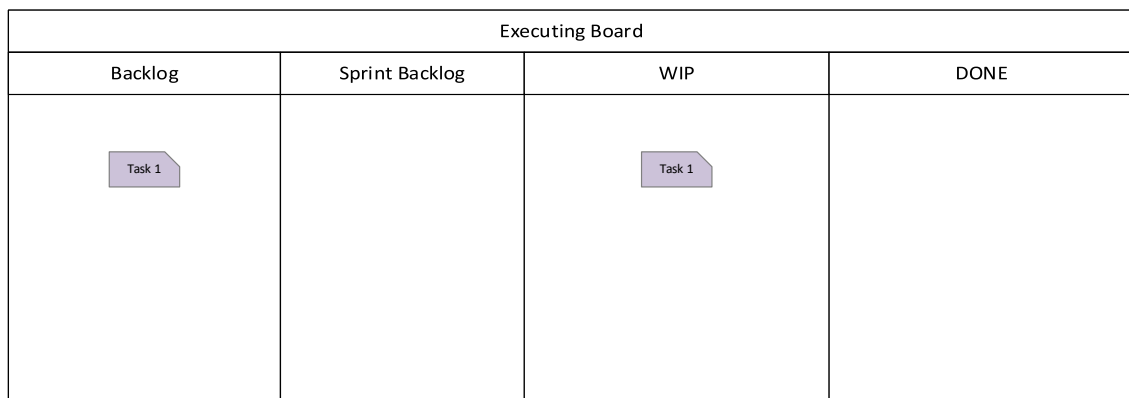 Executing Board
Backlog
Sprint Backlog
WIP
DONE
Task 1
Task 1